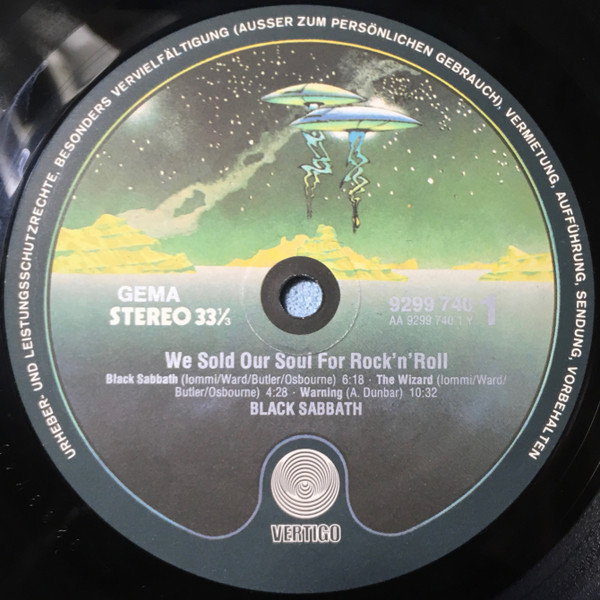 URHEBER- UND LEISTUNGSSCHUTZRECHTE, BESONDERS VERVIELFÄLTIGUNG (AUSSER ZUM PERSÖNLICHEN GEBRAUCH), VERMIETUNG, AUFFÜHRUNG, SENDUNG, VORBEHALTEN
GEMA
STEREO 33⅓
9299 740 1
AA 9299 740 1 Y
We Sold Our Soul For Rock'n'Roll
Black Sabbath (Iommi/Ward/Butler/Osbourne) 6:18 · The Wizard (Iommi/Ward/
Butler/Osbourne) 4:28 · Warning (A. Dunbar) 10:32
BLACK SABBATH
VERTIGO